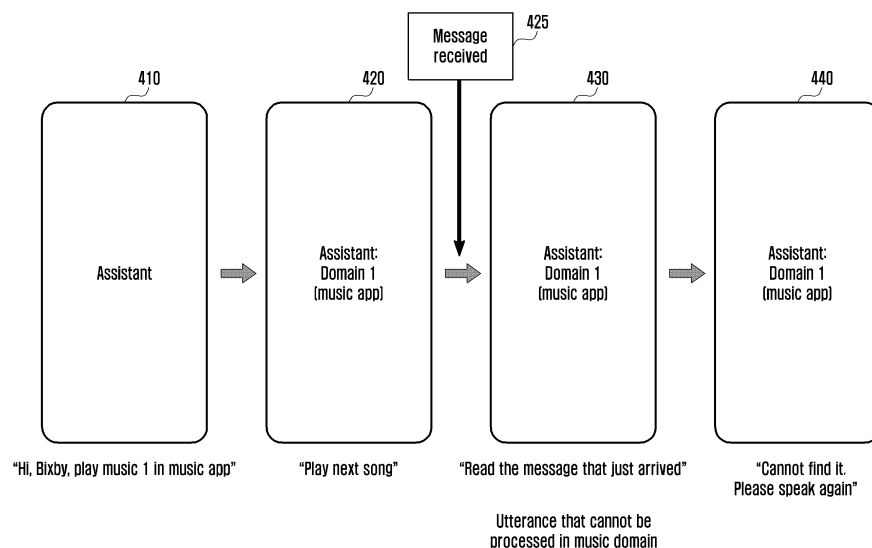 Message
received
425
410
420
430
440
Assistant
Assistant:
Domain 1
(music app)
Assistant:
Domain 1
(music app)
Assistant:
Domain 1
(music app)
"Hi, Bixby, play music 1 in music app"
"Play next song"
"Read the message that just arrived"
"Cannot find it.
Please speak again"
Utterance that cannot be
processed in music domain